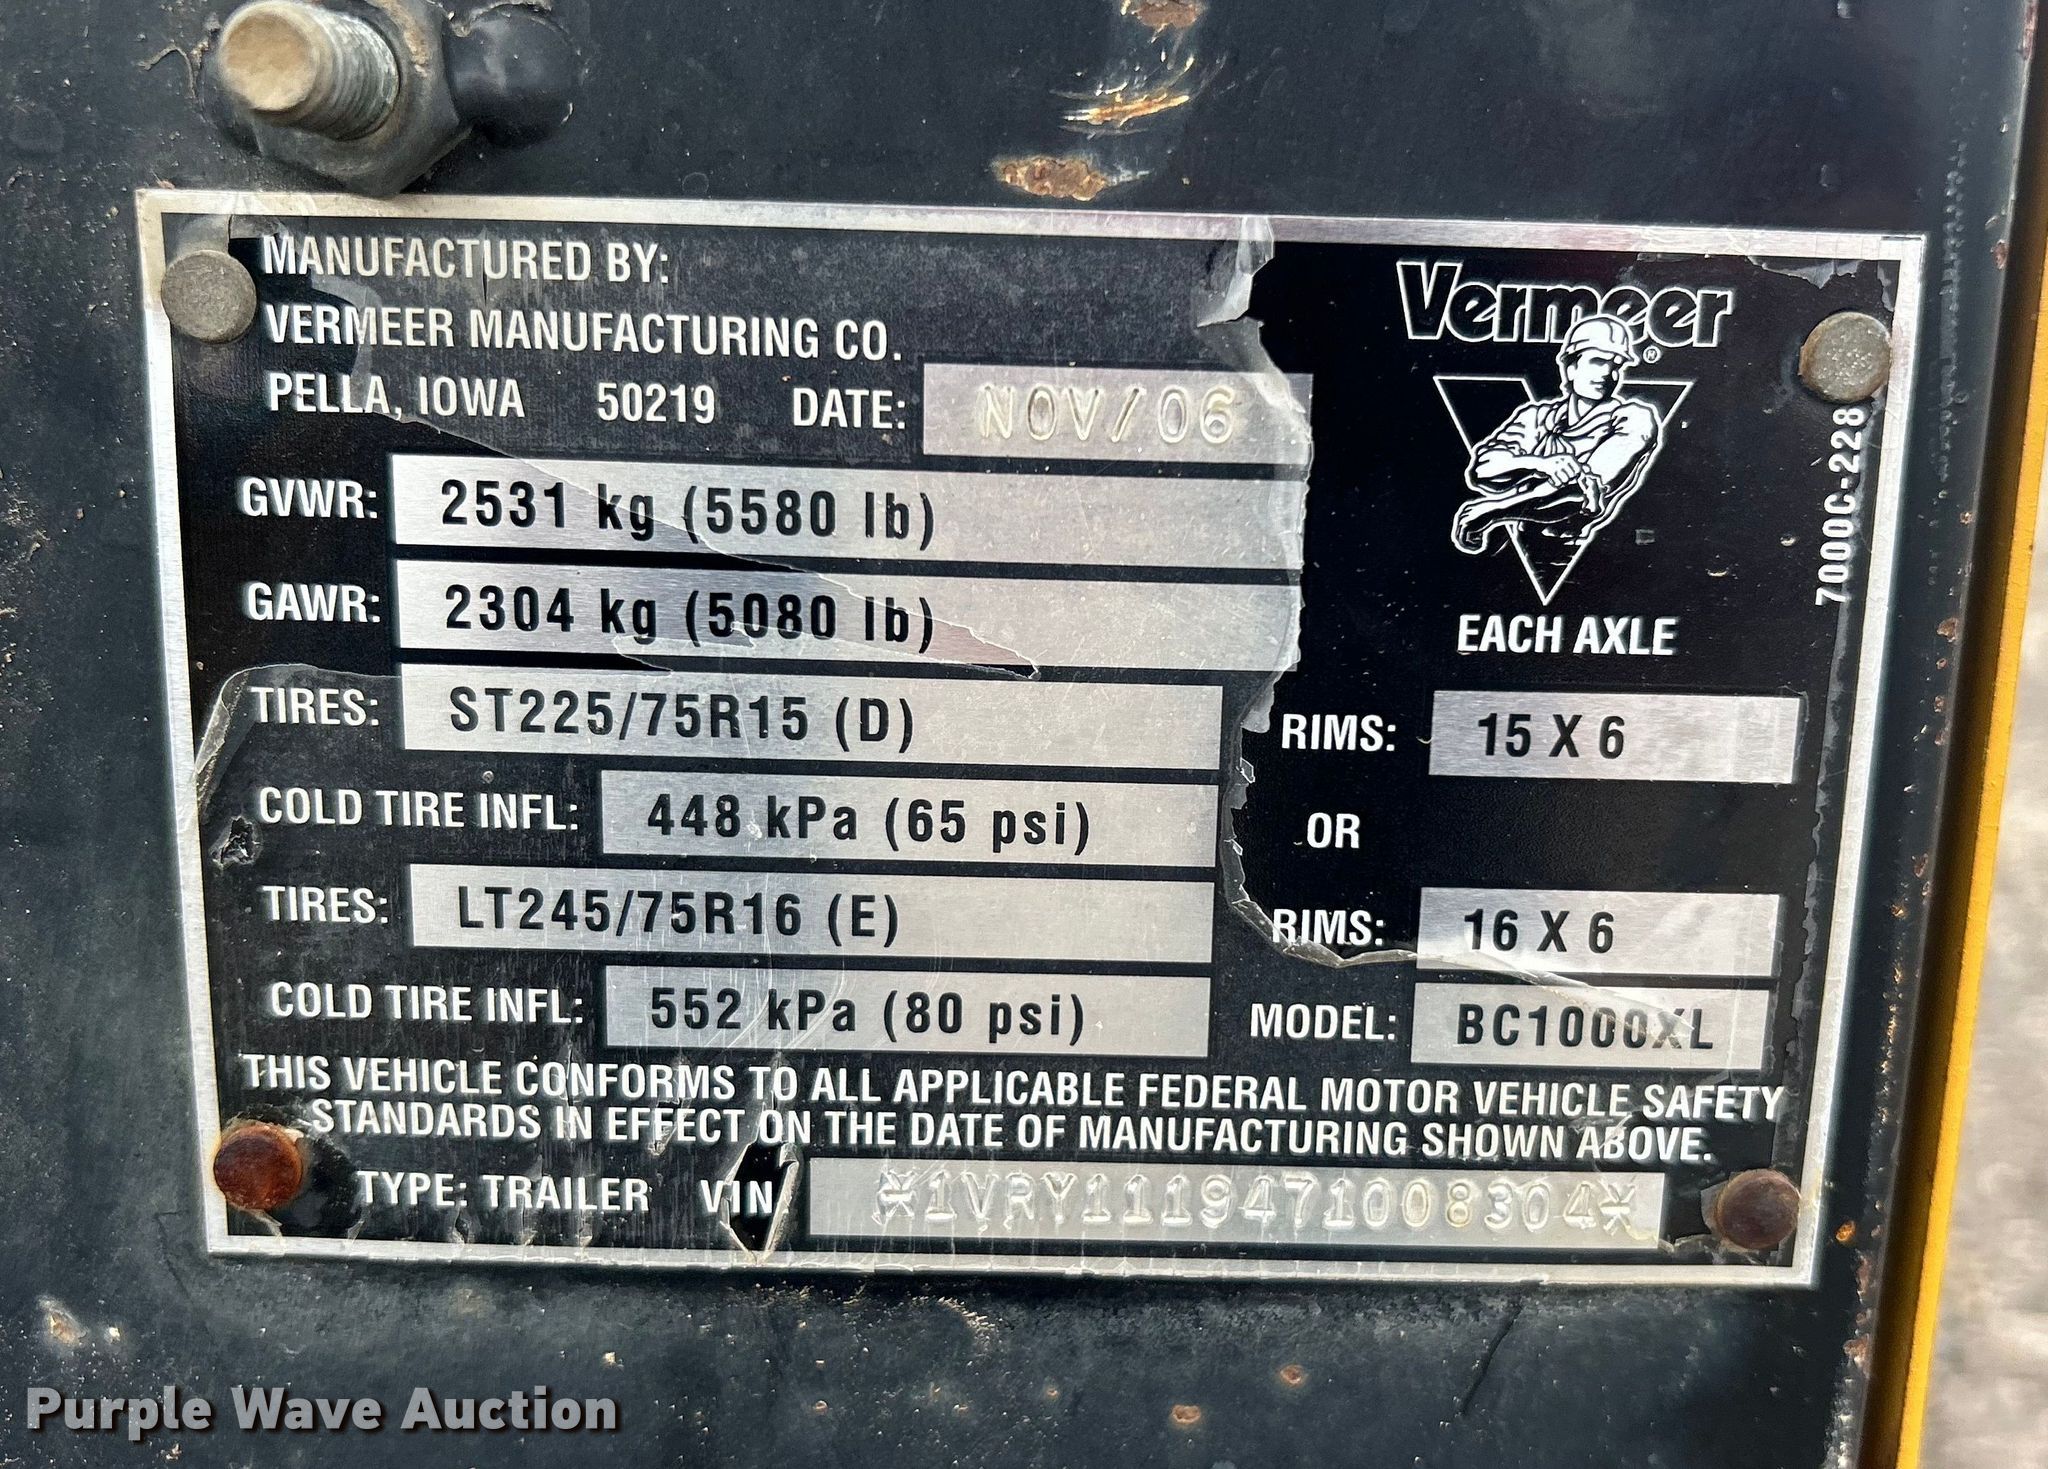 MANUFACTURED BY:
VERMEER MANUFACTURING CO.
PELLA, IOWA 50219 DATE: NOV/06
Vermeer®
7000C-228
GVWR: 2531 kg (5580 lb)
GAWR: 2304 kg (5080 lb) EACH AXLE
TIRES: ST225/75R15 (D) RIMS: 15 X 6
COLD TIRE INFL: 448 kPa (65 psi) OR
TIRES: LT245/75R16 (E) RIMS: 16 X 6
COLD TIRE INFL: 552 kPa (80 psi) MODEL: BC1000XL
THIS VEHICLE CONFORMS TO ALL APPLICABLE FEDERAL MOTOR VEHICLE SAFETY
STANDARDS IN EFFECT ON THE DATE OF MANUFACTURING SHOWN ABOVE.
TYPE: TRAILER VIN *1VRY1119471008304*
Purple Wave Auction